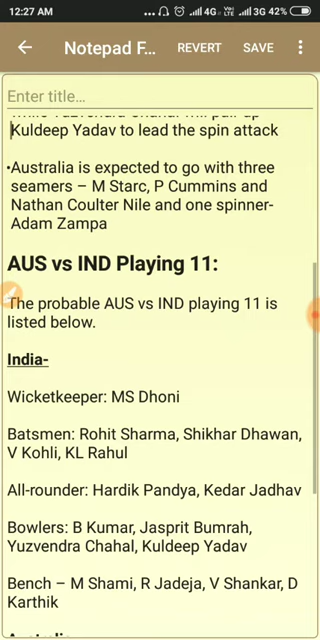 12:27 AM ... 4G VoLTE 3G 42%
Notepad F... REVERT SAVE
Enter title...
Kuldeep Yadav to lead the spin attack
•Australia is expected to go with three
seamers – M Starc, P Cummins and
Nathan Coulter Nile and one spinner-
Adam Zampa
AUS vs IND Playing 11:
The probable AUS vs IND playing 11 is
listed below.
India-
Wicketkeeper: MS Dhoni
Batsmen: Rohit Sharma, Shikhar Dhawan,
V Kohli, KL Rahul
All-rounder: Hardik Pandya, Kedar Jadhav
Bowlers: B Kumar, Jasprit Bumrah,
Yuzvendra Chahal, Kuldeep Yadav
Bench – M Shami, R Jadeja, V Shankar, D
Karthik